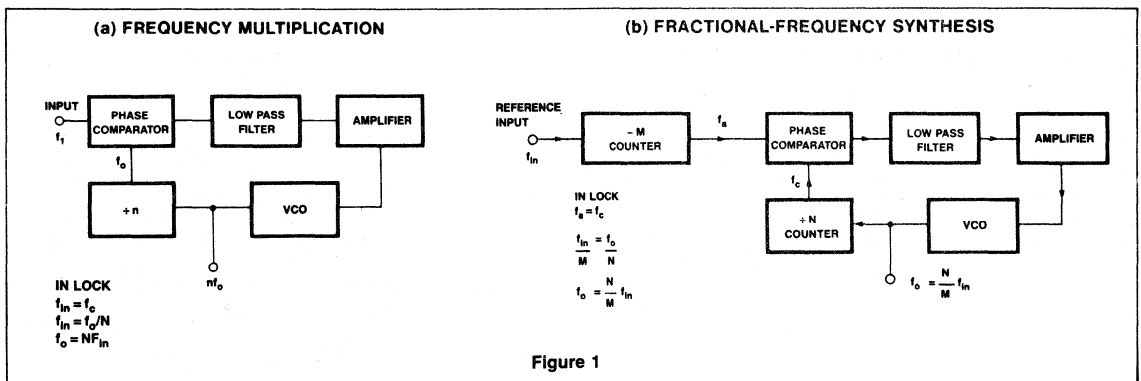 (a) FREQUENCY MULTIPLICATION
INPUT
f1
PHASE
COMPARATOR
LOW PASS
FILTER
AMPLIFIER
fo
÷ n
VCO
nfo
IN LOCK
fin = fc
fin = fo/N
fo = NFin
(b) FRACTIONAL-FREQUENCY SYNTHESIS
REFERENCE
INPUT
fin
− M
COUNTER
fa
PHASE
COMPARATOR
LOW PASS
FILTER
AMPLIFIER
fc
÷ N
COUNTER
VCO
fo = N/M fin
IN LOCK
fa = fc
fin/M = fo/N
fo = N/M fin
Figure 1